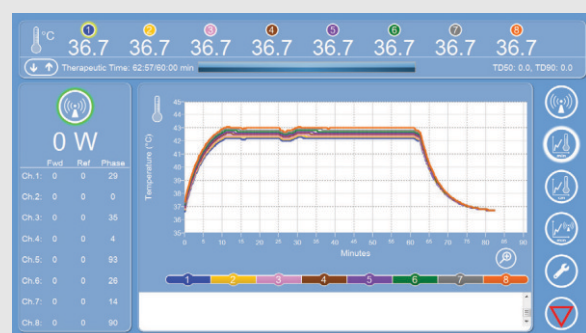 °C
1 2 3 4 5 6 7 8
36.7 36.7 36.7 36.7 36.7 36.7 36.7 36.7
Therapeutic Time: 62:57/60:00 min
TD50: 0.0, TD90: 0.0
0 W
Fwd Ref Phase
Ch.1: 0 0 29
Ch.2: 0 0 0
Ch.3: 0 0 35
Ch.4: 0 0 4
Ch.5: 0 0 93
Ch.6: 0 0 26
Ch.7: 0 0 14
Ch.8: 0 0 90
Temperature (°C)
45
44
43
42
41
40
39
38
37
36
35
0 5 10 15 20 25 30 35 40 45 50 55 60 65 70 75 80 85 90
Minutes
1 2 3 4 5 6 7 8